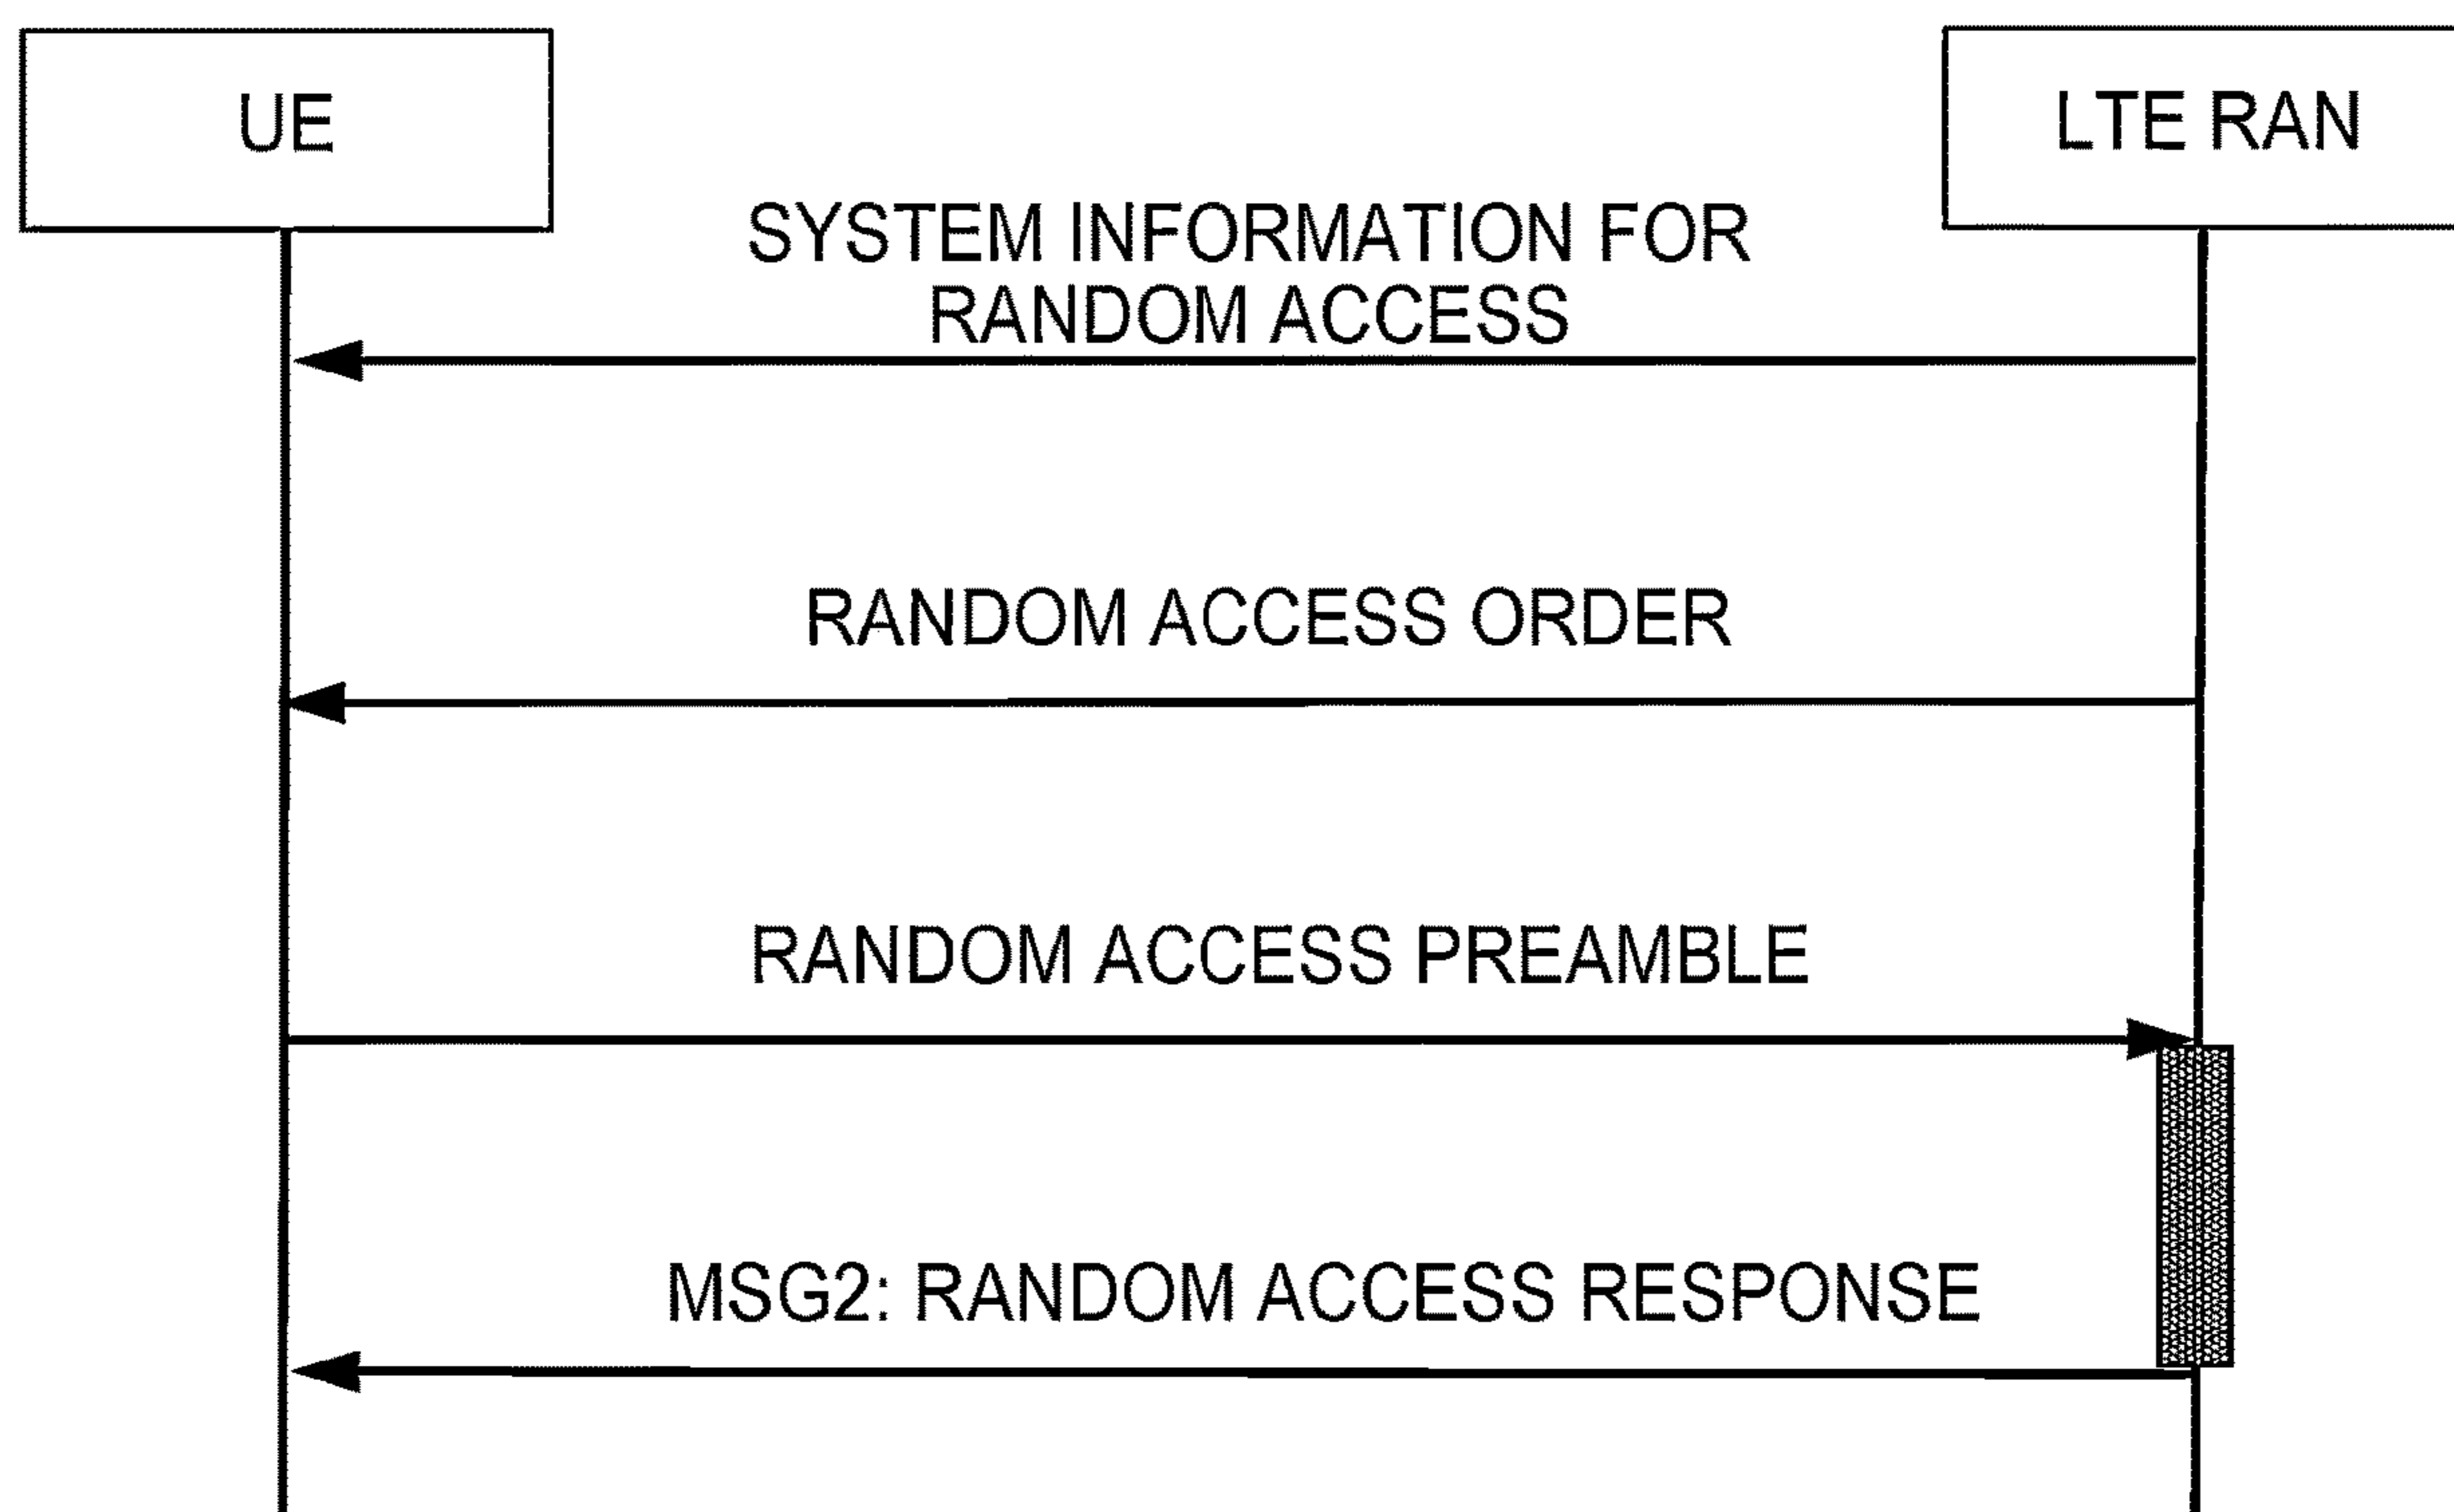 UE
LTE RAN
SYSTEM INFORMATION FOR
RANDOM ACCESS
RANDOM ACCESS ORDER
RANDOM ACCESS PREAMBLE
MSG2: RANDOM ACCESS RESPONSE